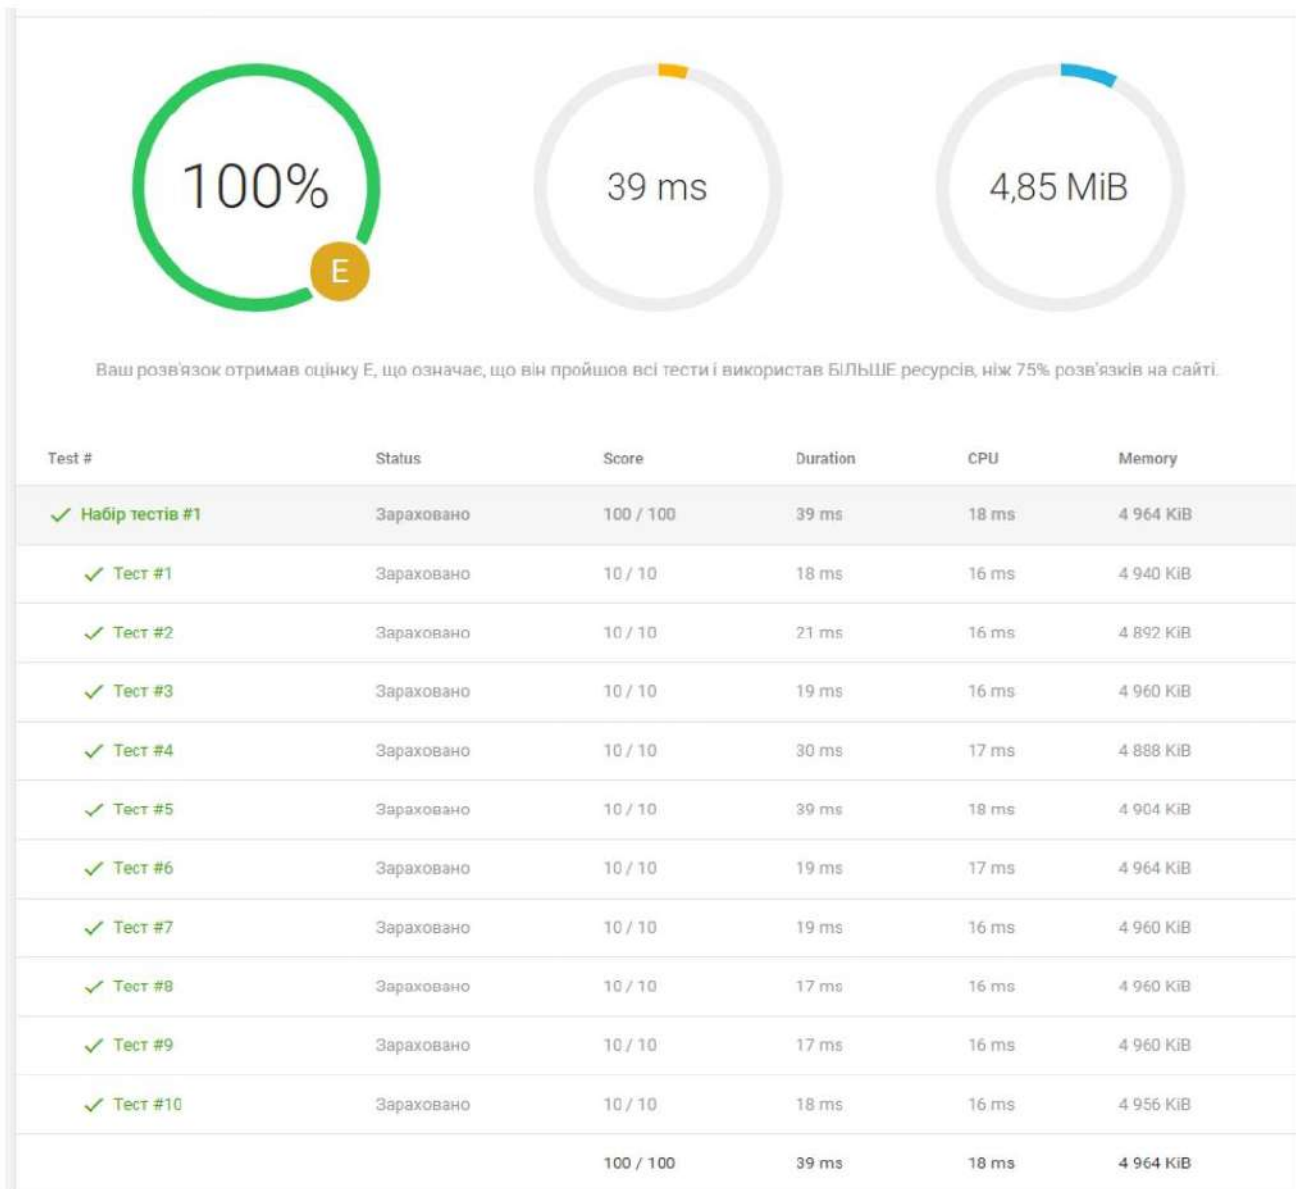 100%
E
39 ms
4,85 MiB
Ваш розв'язок отримав оцінку E, що означає, що він пройшов всі тести і використав БІЛЬШЕ ресурсів, ніж 75% розв'язків на сайті.
Test # Status Score Duration CPU Memory
Набір тестів #1 Зараховано 100 / 100 39 ms 18 ms 4 964 KiB
Тест #1 Зараховано 10 / 10 18 ms 16 ms 4 940 KiB
Тест #2 Зараховано 10 / 10 21 ms 16 ms 4 892 KiB
Тест #3 Зараховано 10 / 10 19 ms 16 ms 4 960 KiB
Тест #4 Зараховано 10 / 10 30 ms 17 ms 4 888 KiB
Тест #5 Зараховано 10 / 10 39 ms 18 ms 4 904 KiB
Тест #6 Зараховано 10 / 10 19 ms 17 ms 4 964 KiB
Тест #7 Зараховано 10 / 10 19 ms 16 ms 4 960 KiB
Тест #8 Зараховано 10 / 10 17 ms 16 ms 4 960 KiB
Тест #9 Зараховано 10 / 10 17 ms 16 ms 4 960 KiB
Тест #10 Зараховано 10 / 10 18 ms 16 ms 4 956 KiB
100 / 100 39 ms 18 ms 4 964 KiB